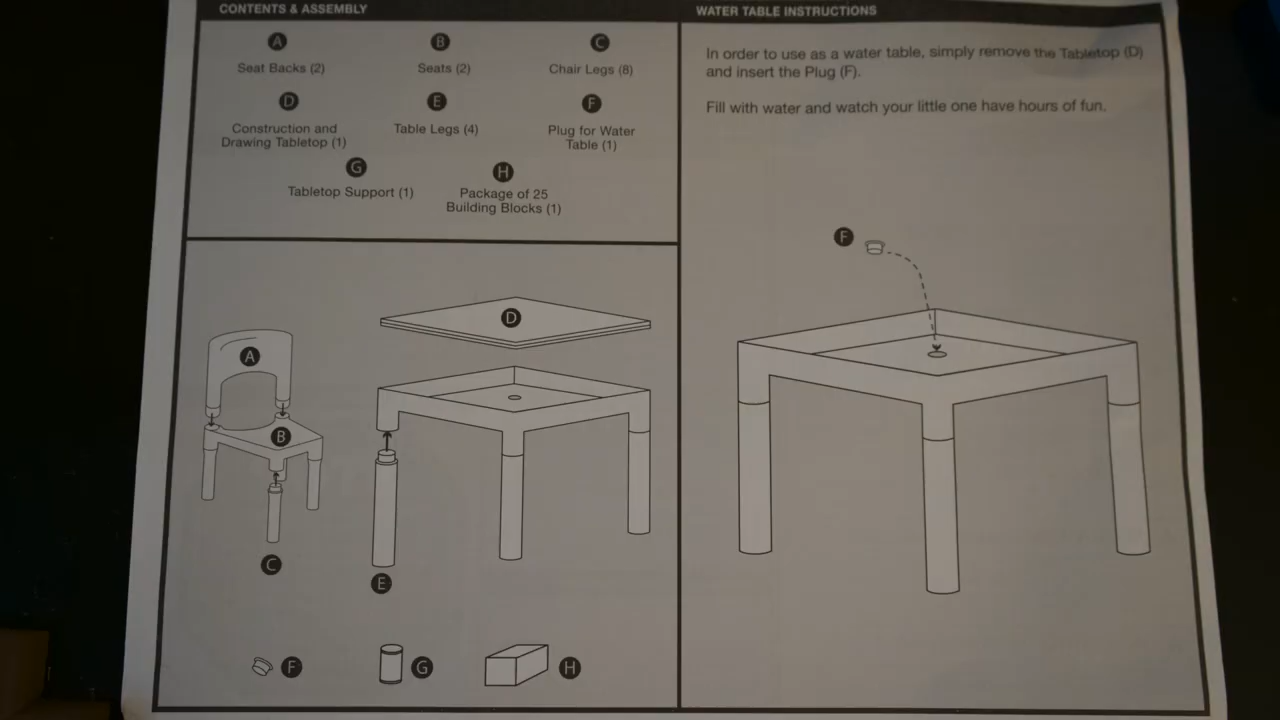 CONTENTS & ASSEMBLY
A
B
C
Seat Backs (2)
Seats (2)
Chair Legs (8)
D
E
F
Construction and
Drawing Tabletop (1)
Table Legs (4)
Plug for Water
Table (1)
G
H
Tabletop Support (1)
Package of 25
Building Blocks (1)
D
A
B
C
E
F
G
H
WATER TABLE INSTRUCTIONS
In order to use as a water table, simply remove the Tabletop (D)
and insert the Plug (F).
Fill with water and watch your little one have hours of fun.
F